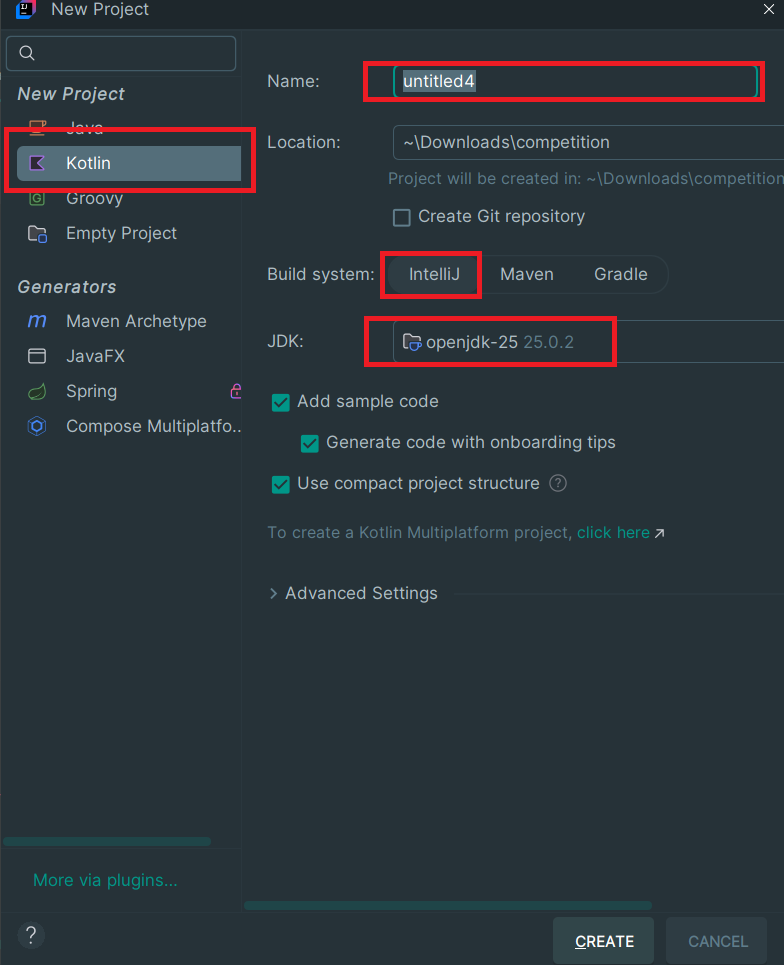 New Project
New Project
Java
Kotlin
Groovy
Empty Project
Generators
Maven Archetype
JavaFX
Spring
Compose Multiplatfo..
More via plugins...
?
Name: untitled4
Location: ~\Downloads\competition
Project will be created in: ~\Downloads\competition
Create Git repository
Build system: IntelliJ Maven Gradle
JDK: openjdk-25 25.0.2
Add sample code
Generate code with onboarding tips
Use compact project structure ?
To create a Kotlin Multiplatform project, click here ↗
Advanced Settings
CREATE CANCEL